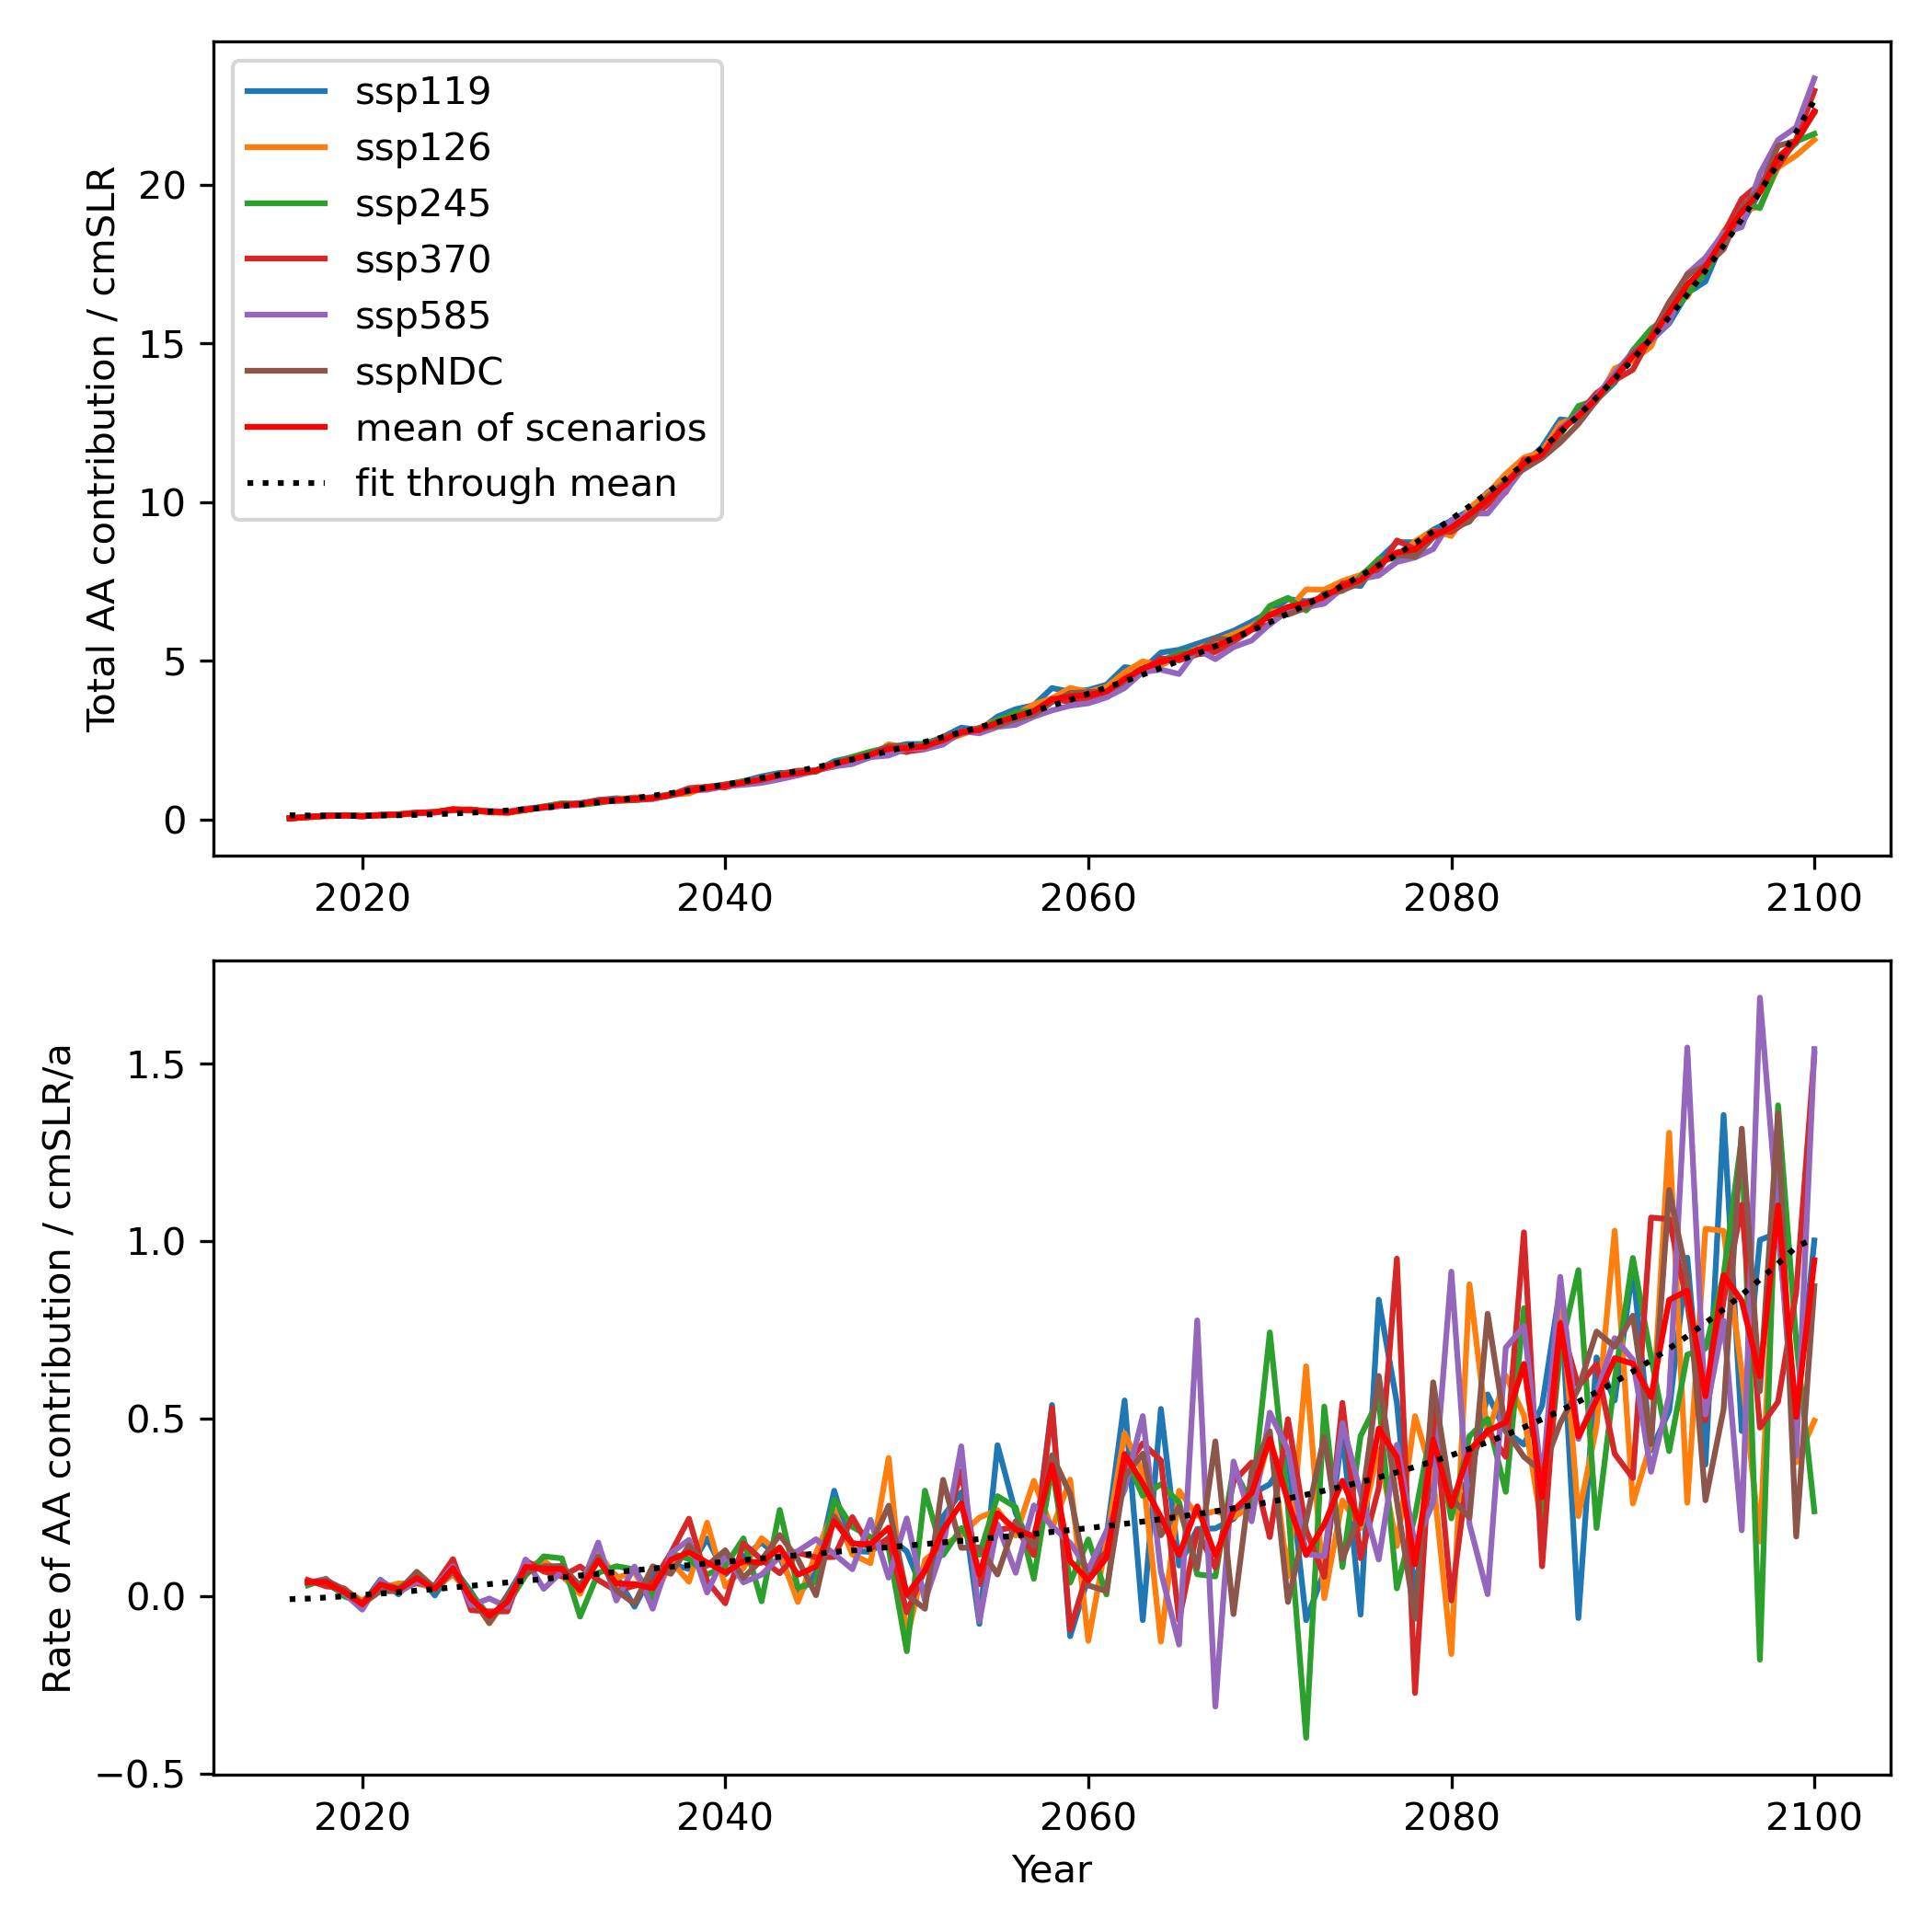 Total AA contribution / cmSLR
20
15
10
5
0
ssp119
ssp126
ssp245
ssp370
ssp585
sspNDC
mean of scenarios
fit through mean
2020 2040 2060 2080 2100
Rate of AA contribution / cmSLR/a
1.5
1.0
0.5
0.0
−0.5
2020 2040 2060 2080 2100
Year